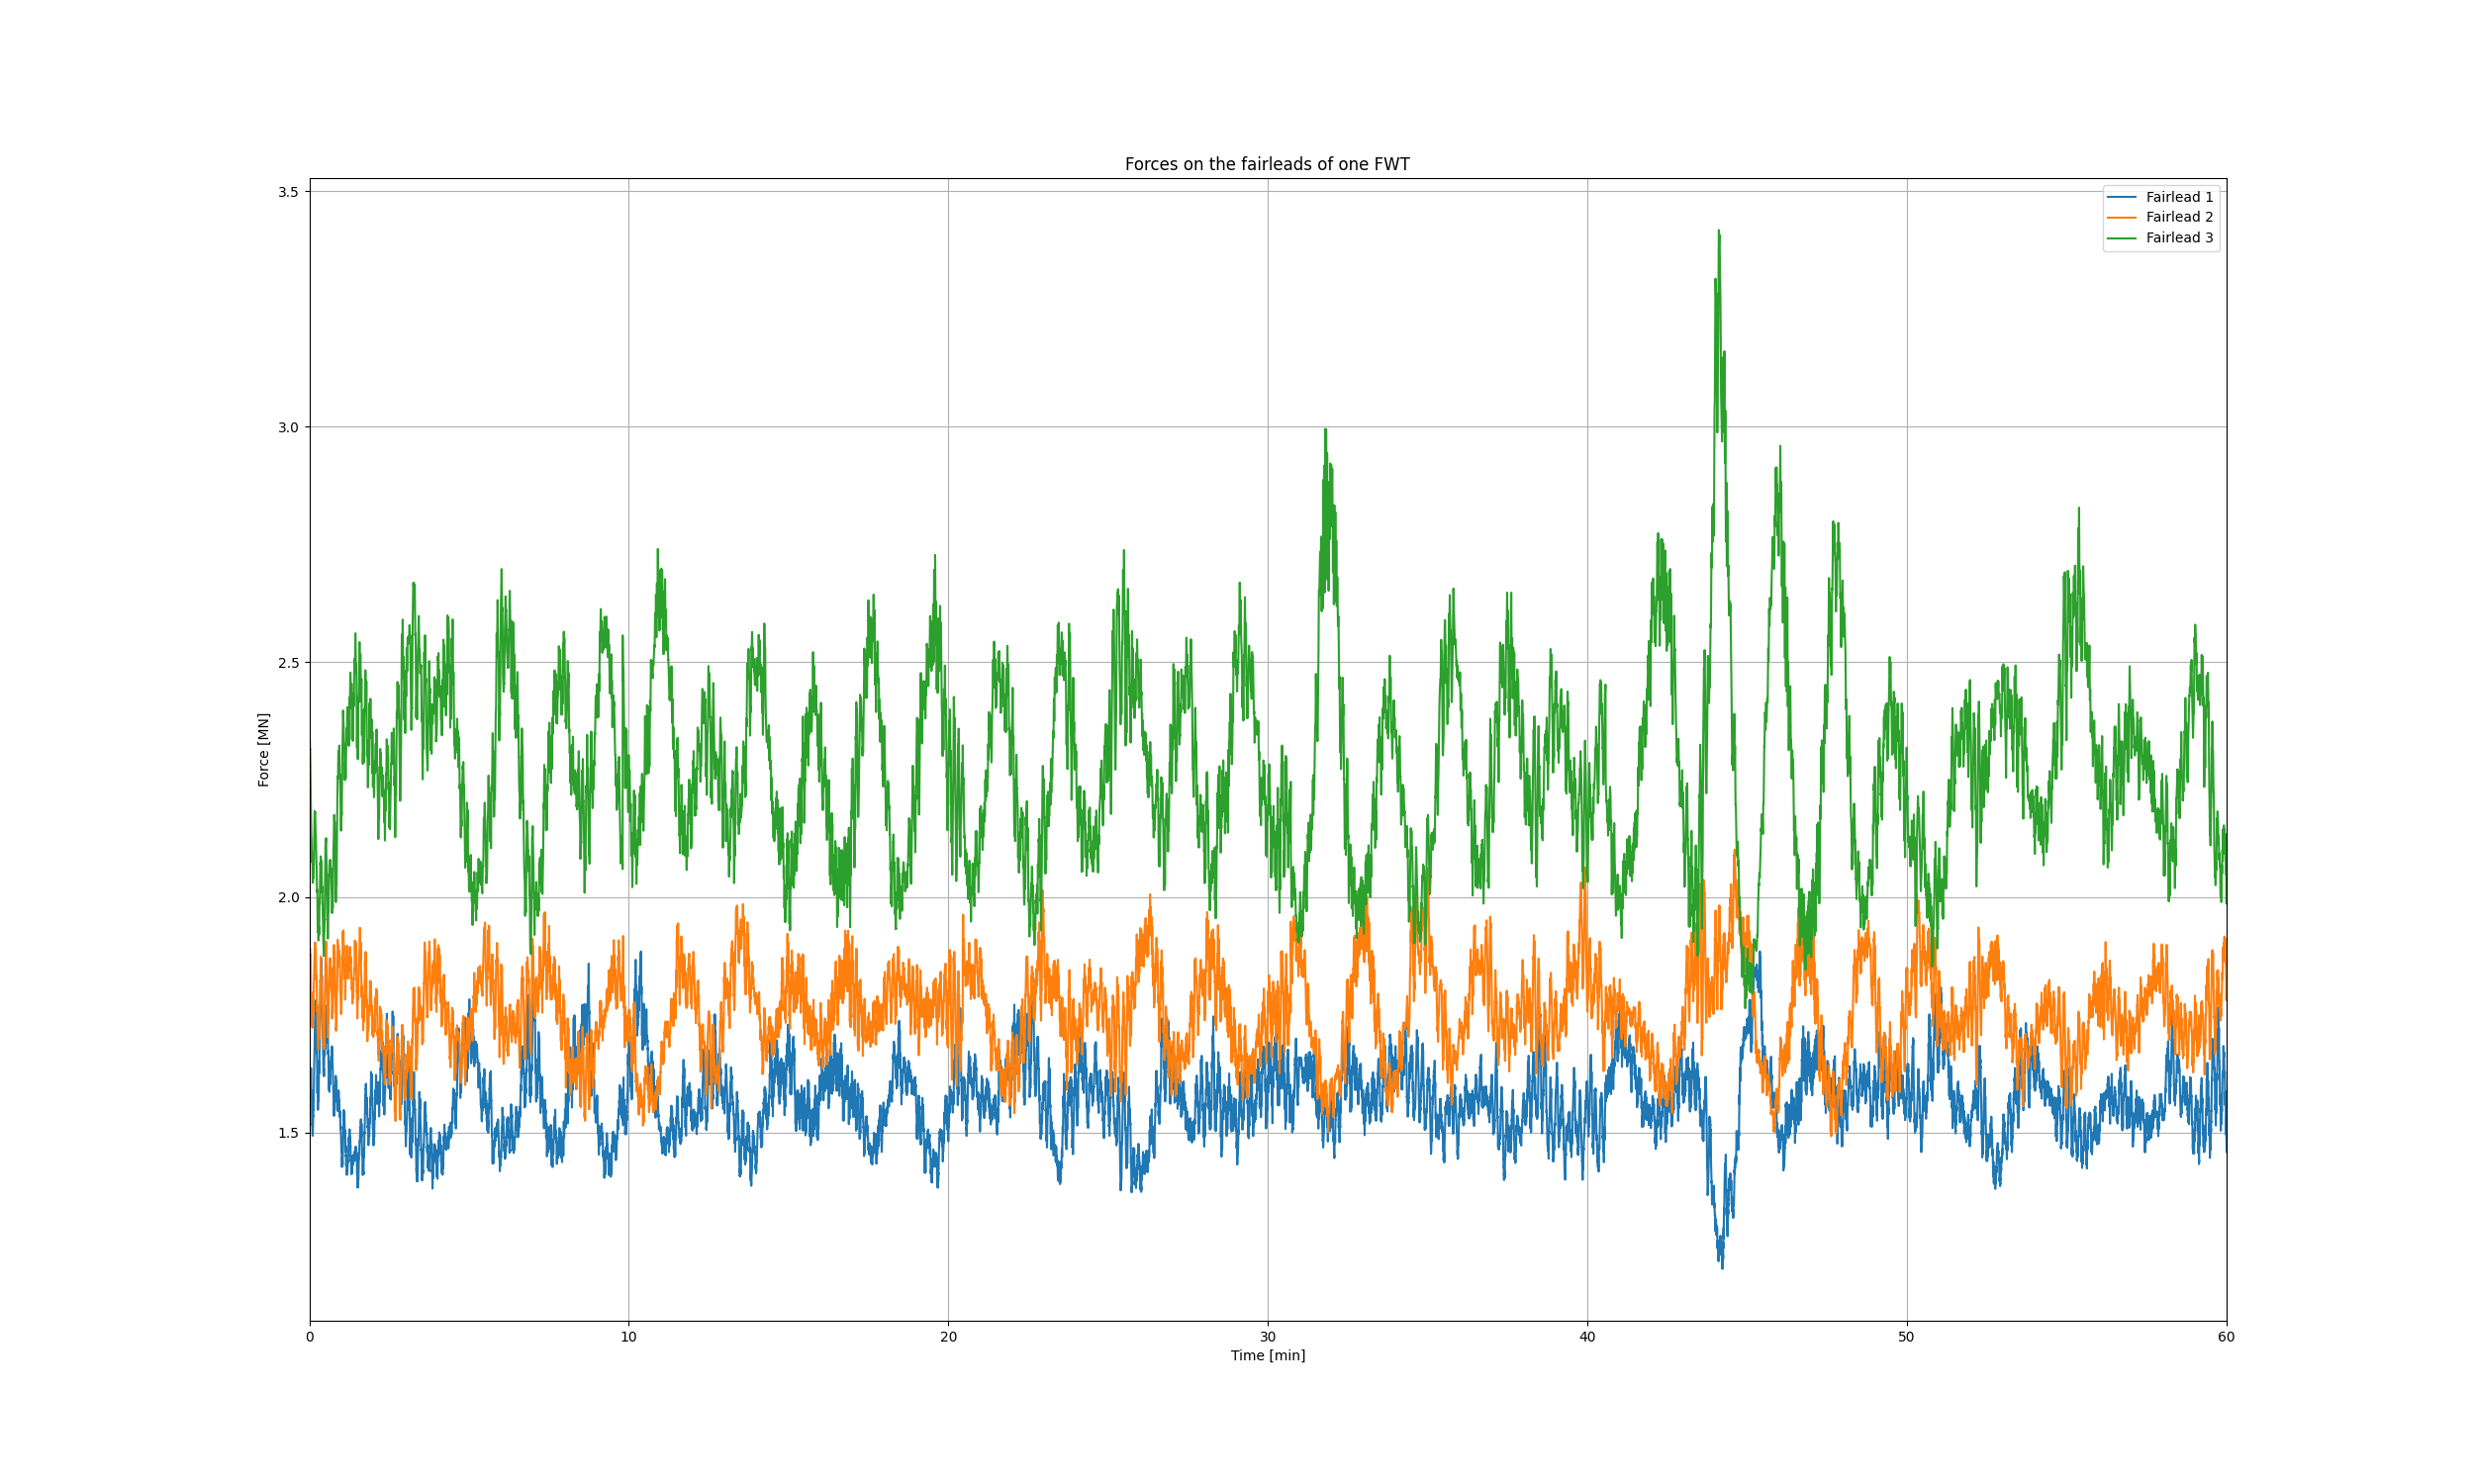 Forces on the fairleads of one FWT
Fairlead 1
Fairlead 2
Fairlead 3
3.5
3.0
2.5
2.0
1.5
Force [MN]
0 10 20 30 40 50 60
Time [min]